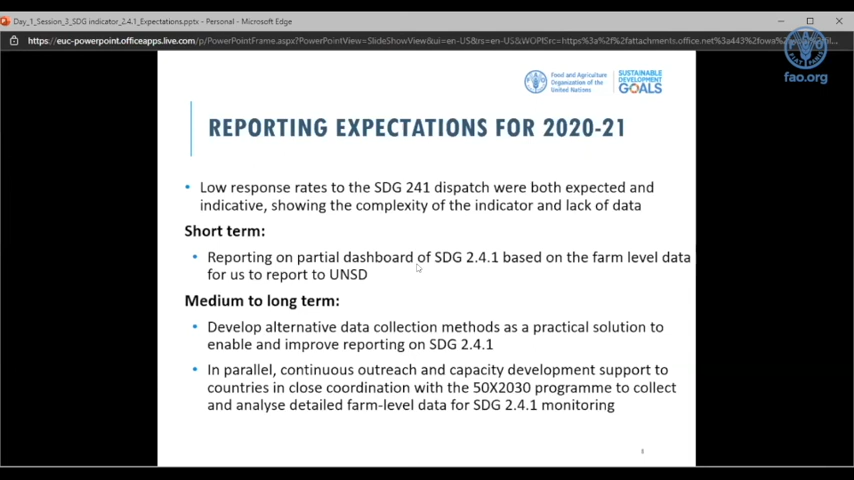 Day_1_Session_3_SDG indicator_2.4.1_Expectations.pptx - Personal - Microsoft Edge
https://euc-powerpoint.officeapps.live.com/p/PowerPointFrame.aspx?PowerPointView=SlideShowView&ui=en-US&rs=en-US&WOPISrc=https%3a%2f%2fattachments.office.net%3a443%2fowa%2
fao.org
Food and Agriculture
Organization of the
United Nations
SUSTAINABLE
DEVELOPMENT
GOALS
REPORTING EXPECTATIONS FOR 2020-21
• Low response rates to the SDG 241 dispatch were both expected and
indicative, showing the complexity of the indicator and lack of data
Short term:
• Reporting on partial dashboard of SDG 2.4.1 based on the farm level data
for us to report to UNSD
Medium to long term:
• Develop alternative data collection methods as a practical solution to
enable and improve reporting on SDG 2.4.1
• In parallel, continuous outreach and capacity development support to
countries in close coordination with the 50X2030 programme to collect
and analyse detailed farm-level data for SDG 2.4.1 monitoring